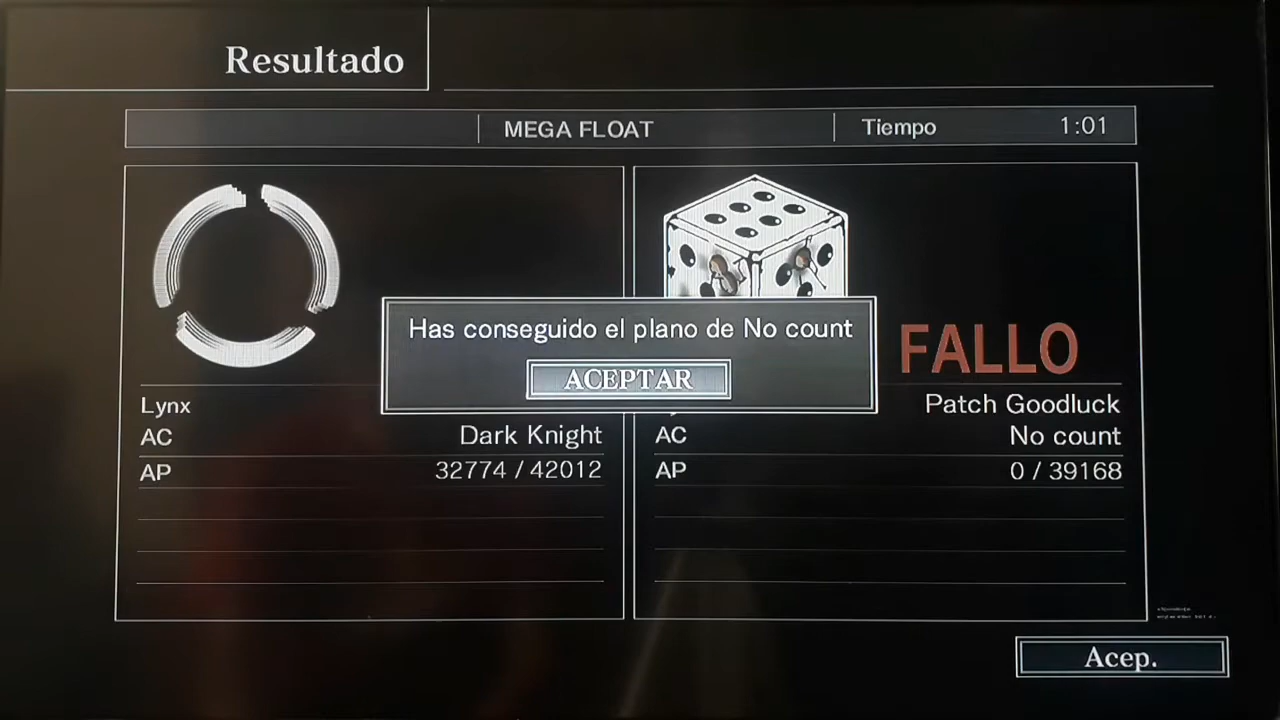 Resultado
MEGA FLOAT
Tiempo
1:01
Has conseguido el plano de No count
ACEPTAR
FALLO
Lynx
Patch Goodluck
AC
Dark Knight
AC
No count
AP
32774 / 42012
AP
0 / 39168
Acep.